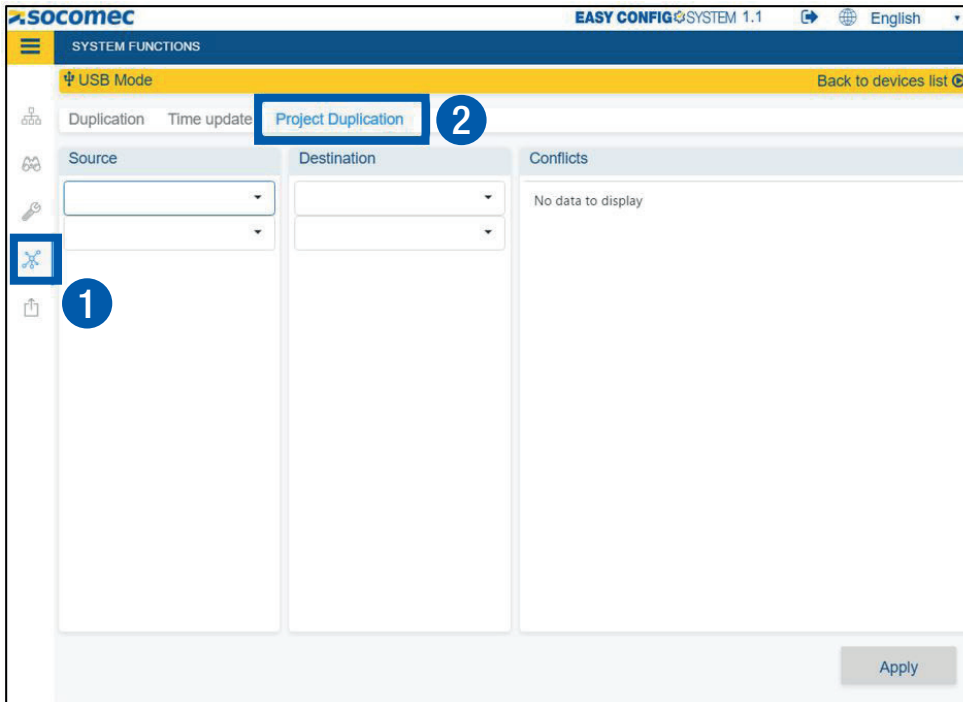 socomec
EASY CONFIG SYSTEM 1.1
English
SYSTEM FUNCTIONS
USB Mode
Back to devices list
Duplication
Time update
Project Duplication
2
Source
Destination
Conflicts
No data to display
1
Apply